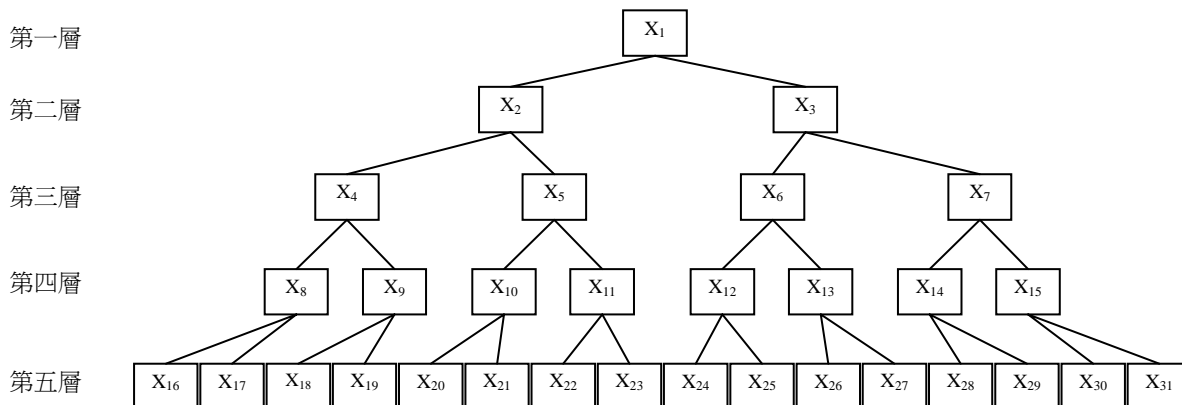 第一層 X₁
第二層 X₂ X₃
第三層 X₄ X₅ X₆ X₇
第四層 X₈ X₉ X₁₀ X₁₁ X₁₂ X₁₃ X₁₄ X₁₅
第五層 X₁₆ X₁₇ X₁₈ X₁₉ X₂₀ X₂₁ X₂₂ X₂₃ X₂₄ X₂₅ X₂₆ X₂₇ X₂₈ X₂₉ X₃₀ X₃₁